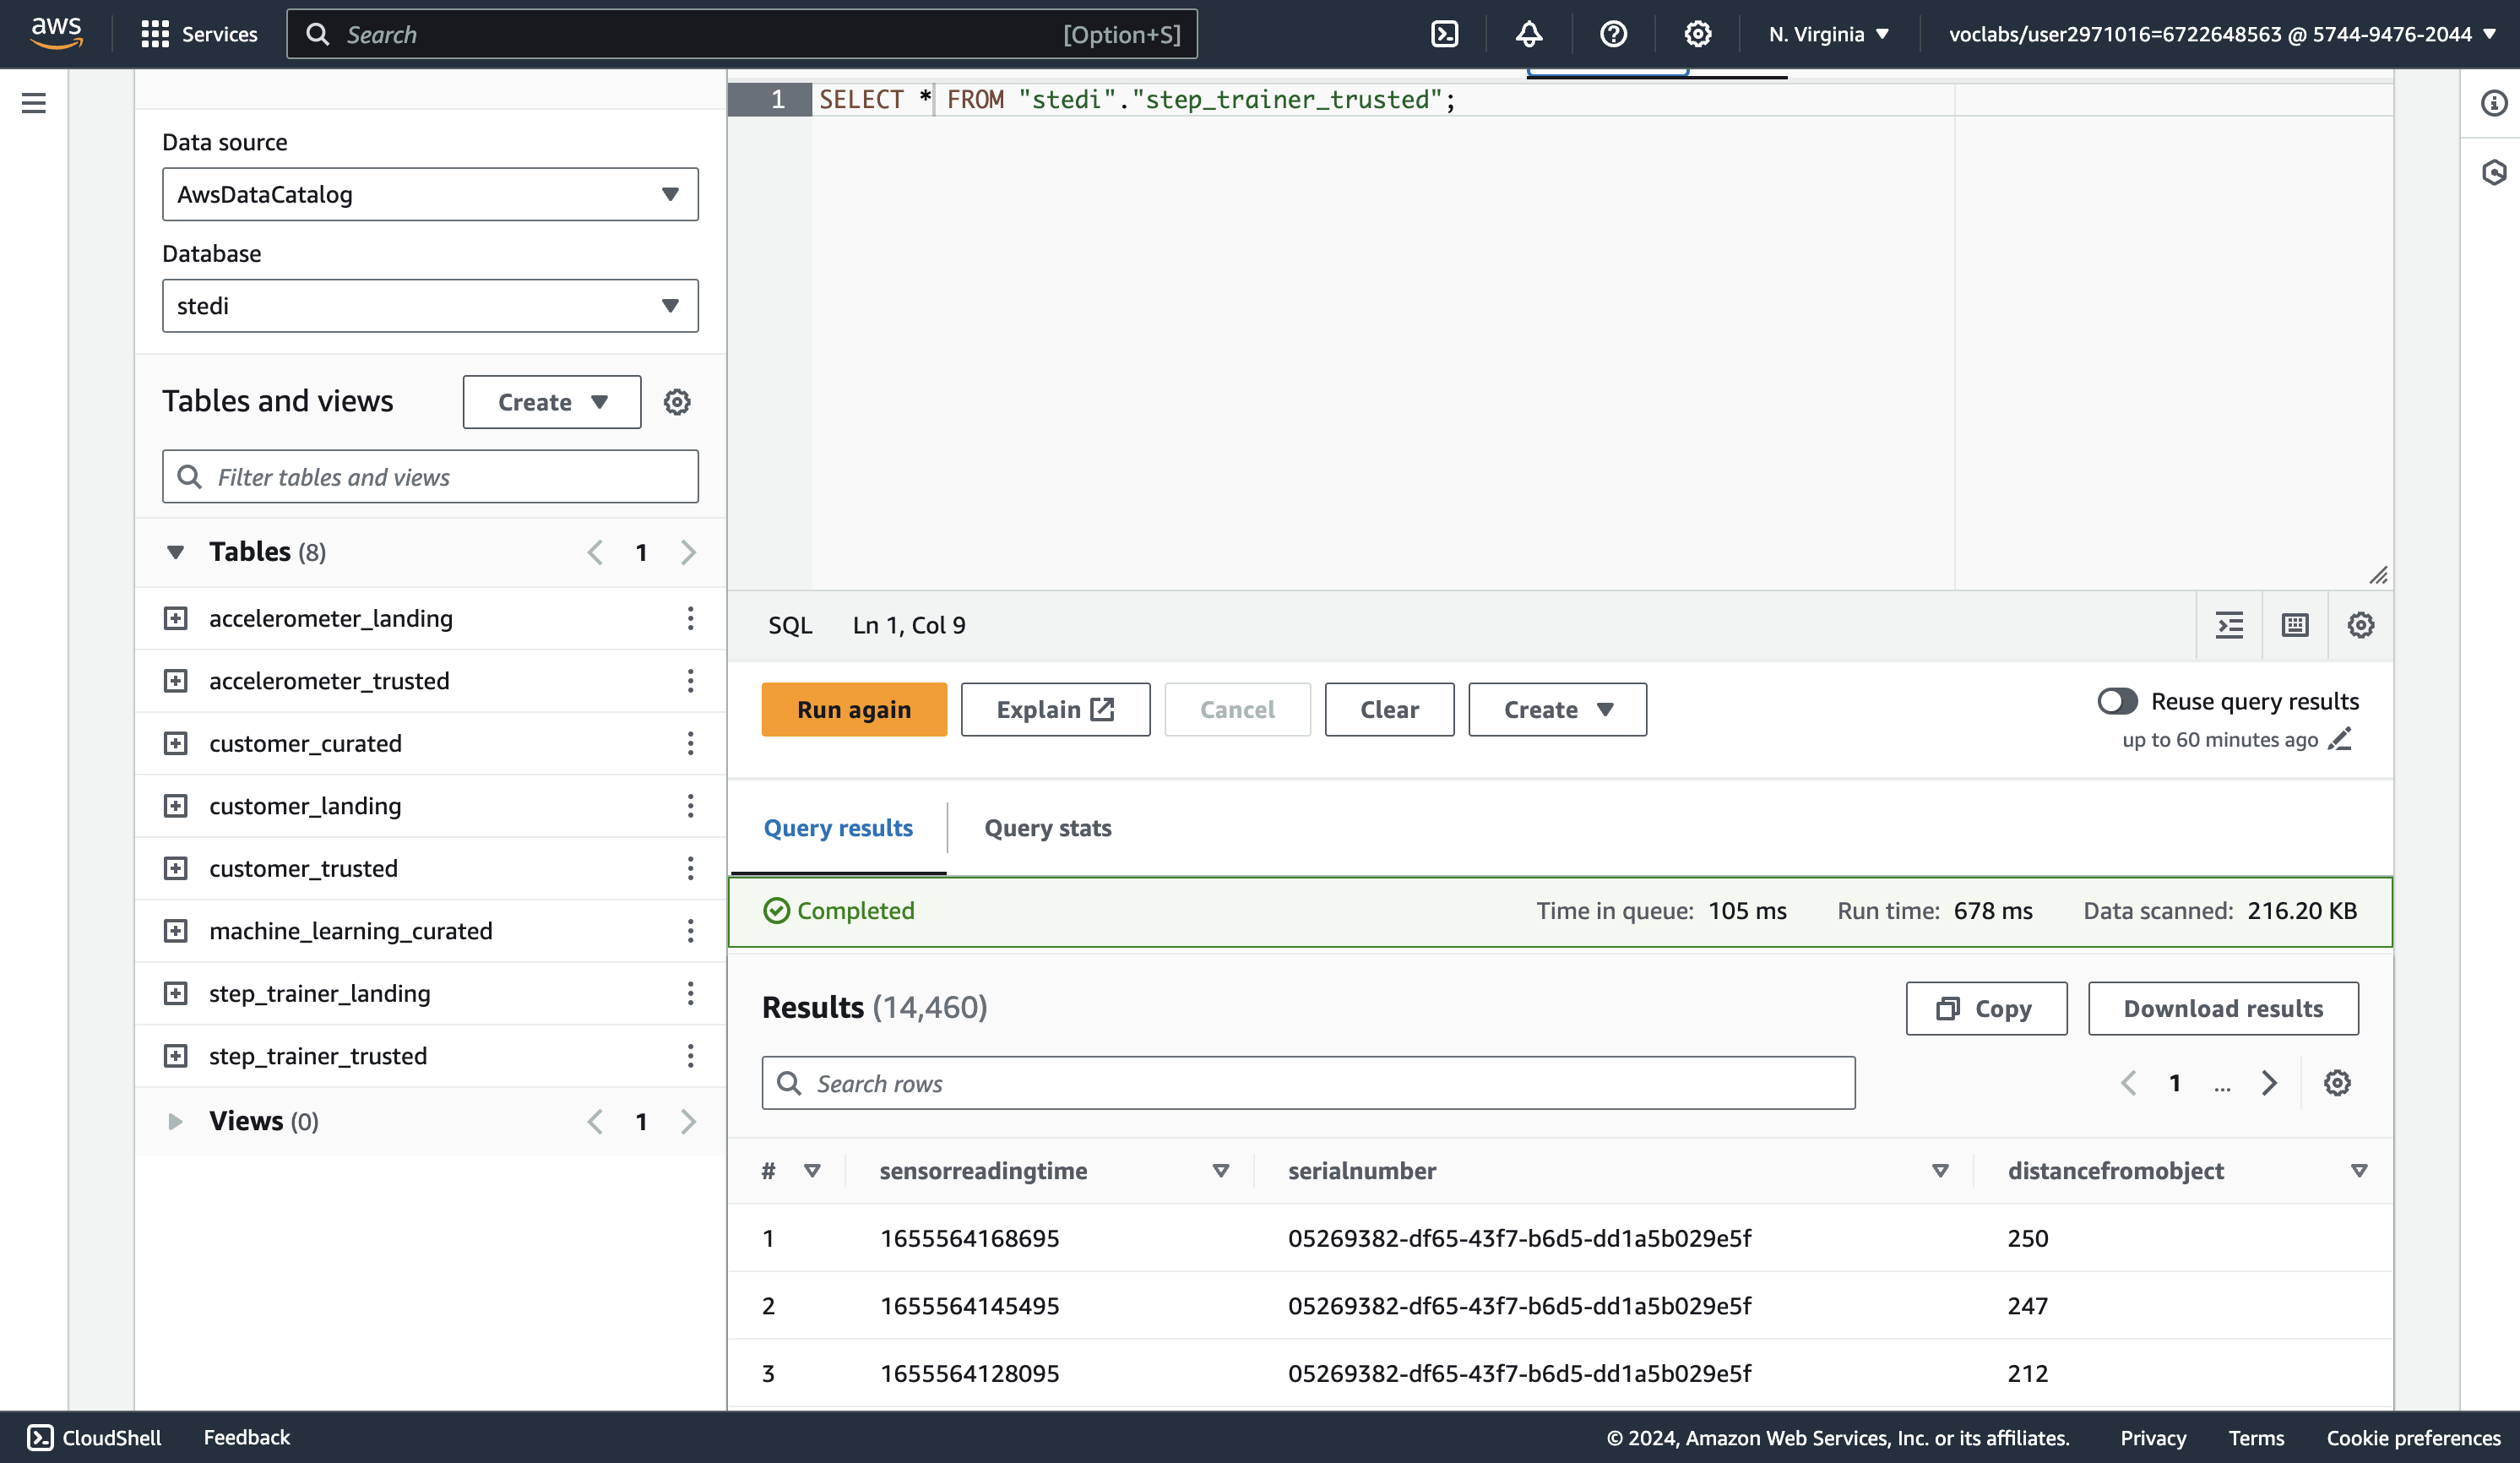 aws
Services
Search
[Option+S]
N. Virginia
voclabs/user2971016=6722648563 @ 5744-9476-2044
Data source
AwsDataCatalog
Database
stedi
Tables and views
Create
Filter tables and views
Tables (8)
1
accelerometer_landing
accelerometer_trusted
customer_curated
customer_landing
customer_trusted
machine_learning_curated
step_trainer_landing
step_trainer_trusted
Views (0)
1
1
SELECT * FROM "stedi"."step_trainer_trusted";
SQL
Ln 1, Col 9
Run again
Explain
Cancel
Clear
Create
Reuse query results
up to 60 minutes ago
Query results
Query stats
Completed
Time in queue: 105 ms
Run time: 678 ms
Data scanned: 216.20 KB
Results (14,460)
Copy
Download results
Search rows
1 ...
# sensorreadingtime serialnumber distancefromobject
1 1655564168695 05269382-df65-43f7-b6d5-dd1a5b029e5f 250
2 1655564145495 05269382-df65-43f7-b6d5-dd1a5b029e5f 247
3 1655564128095 05269382-df65-43f7-b6d5-dd1a5b029e5f 212
CloudShell
Feedback
© 2024, Amazon Web Services, Inc. or its affiliates.
Privacy
Terms
Cookie preferences